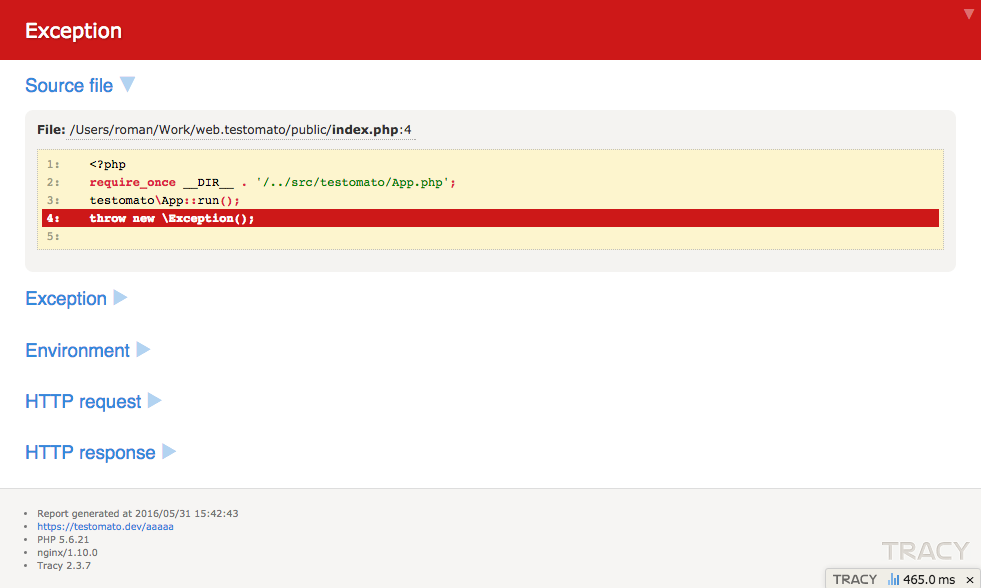 Exception
Source file
File: /Users/roman/Work/web.testomato/public/index.php:4
1: <?php
2: require_once __DIR__ . '/../src/testomato/App.php';
3: testomato\App::run();
4: throw new \Exception();
5:
Exception
Environment
HTTP request
HTTP response
Report generated at 2016/05/31 15:42:43
https://testomato.dev/aaaaa
PHP 5.6.21
nginx/1.10.0
Tracy 2.3.7
TRACY
TRACY 465.0 ms ×